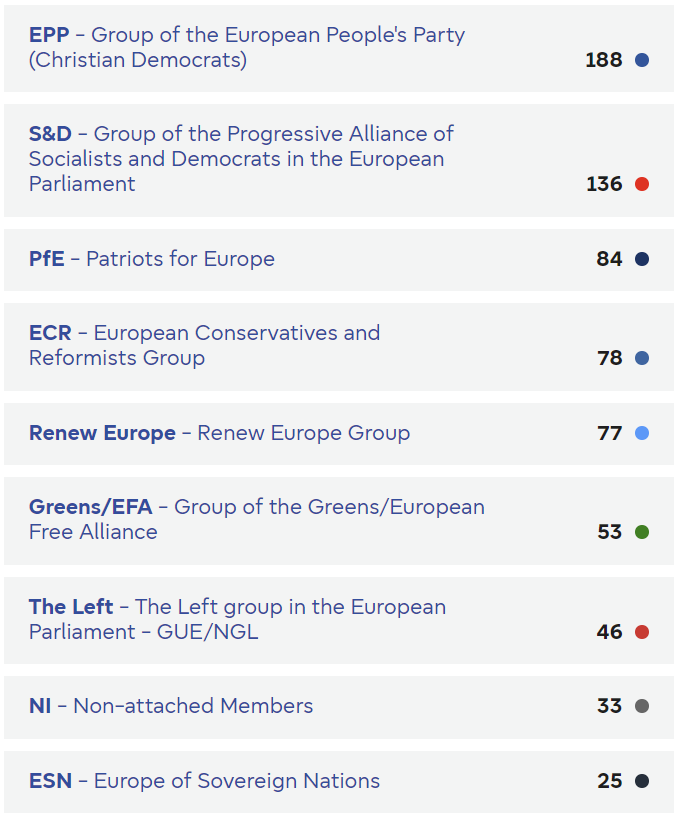 EPP - Group of the European People's Party
(Christian Democrats)
188
S&D - Group of the Progressive Alliance of
Socialists and Democrats in the European
Parliament
136
PfE - Patriots for Europe
84
ECR - European Conservatives and
Reformists Group
78
Renew Europe - Renew Europe Group
77
Greens/EFA - Group of the Greens/European
Free Alliance
53
The Left - The Left group in the European
Parliament - GUE/NGL
46
NI - Non-attached Members
33
ESN - Europe of Sovereign Nations
25